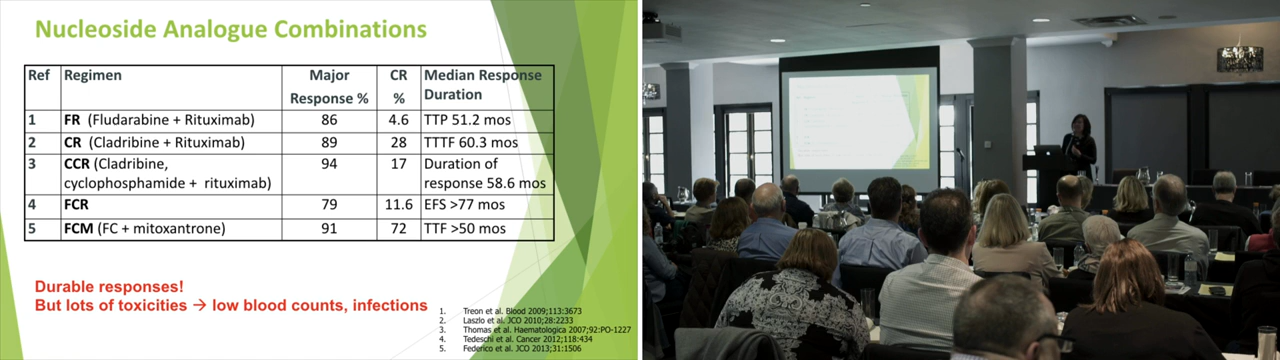 Nucleoside Analogue Combinations
Ref Regimen Major Response % CR % Median Response Duration
1 FR (Fludarabine + Rituximab) 86 4.6 TTP 51.2 mos
2 CR (Cladribine + Rituximab) 89 28 TTTF 60.3 mos
3 CCR (Cladribine, cyclophosphamide + rituximab) 94 17 Duration of response 58.6 mos
4 FCR 79 11.6 EFS >77 mos
5 FCM (FC + mitoxantrone) 91 72 TTF >50 mos
Durable responses!
But lots of toxicities → low blood counts, infections
1. Treon et al. Blood 2009;113:3673
2. Laszlo et al. JCO 2010;28:2233
3. Thomas et al. Haematologica 2007;92:PO-1227
4. Tedeschi et al. Cancer 2012;118:434
5. Federico et al. JCO 2013;31:1506